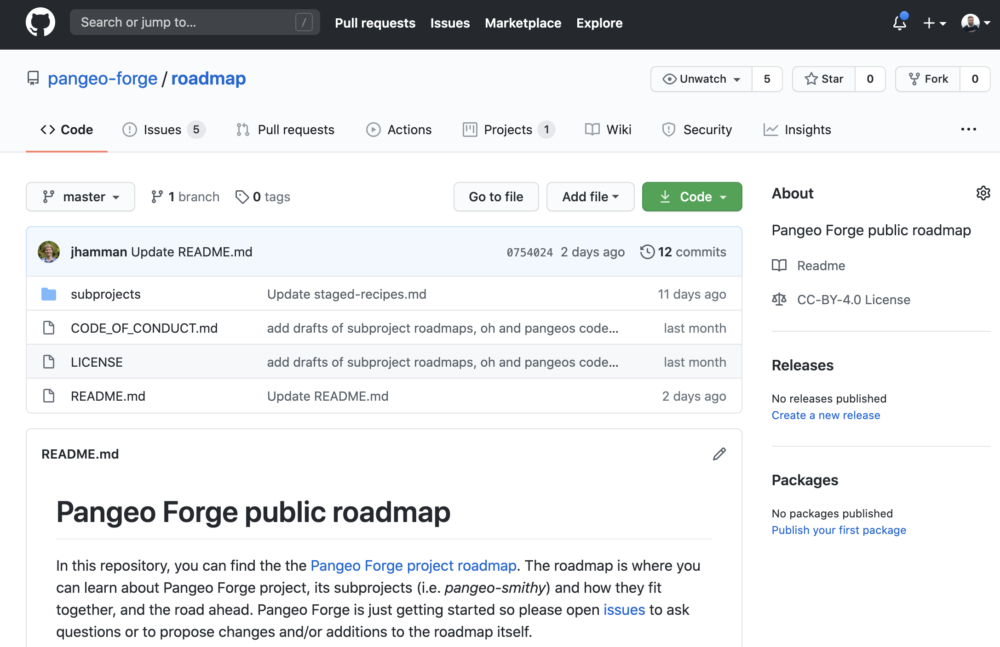 Search or jump to... /
Pull requests Issues Marketplace Explore
pangeo-forge / roadmap
Unwatch 5 Star 0 Fork 0
Code Issues 5 Pull requests Actions Projects 1 Wiki Security Insights ...
master 1 branch 0 tags Go to file Add file Code
jhamman Update README.md 0754024 2 days ago 12 commits
subprojects Update staged-recipes.md 11 days ago
CODE_OF_CONDUCT.md add drafts of subproject roadmaps, oh and pangeos code... last month
LICENSE add drafts of subproject roadmaps, oh and pangeos code... last month
README.md Update README.md 2 days ago
README.md
Pangeo Forge public roadmap
In this repository, you can find the the Pangeo Forge project roadmap. The roadmap is where you
can learn about Pangeo Forge project, its subprojects (i.e. pangeo-smithy) and how they fit
together, and the road ahead. Pangeo Forge is just getting started so please open issues to ask
questions or to propose changes and/or additions to the roadmap itself.
About
Pangeo Forge public roadmap
Readme
CC-BY-4.0 License
Releases
No releases published
Create a new release
Packages
No packages published
Publish your first package